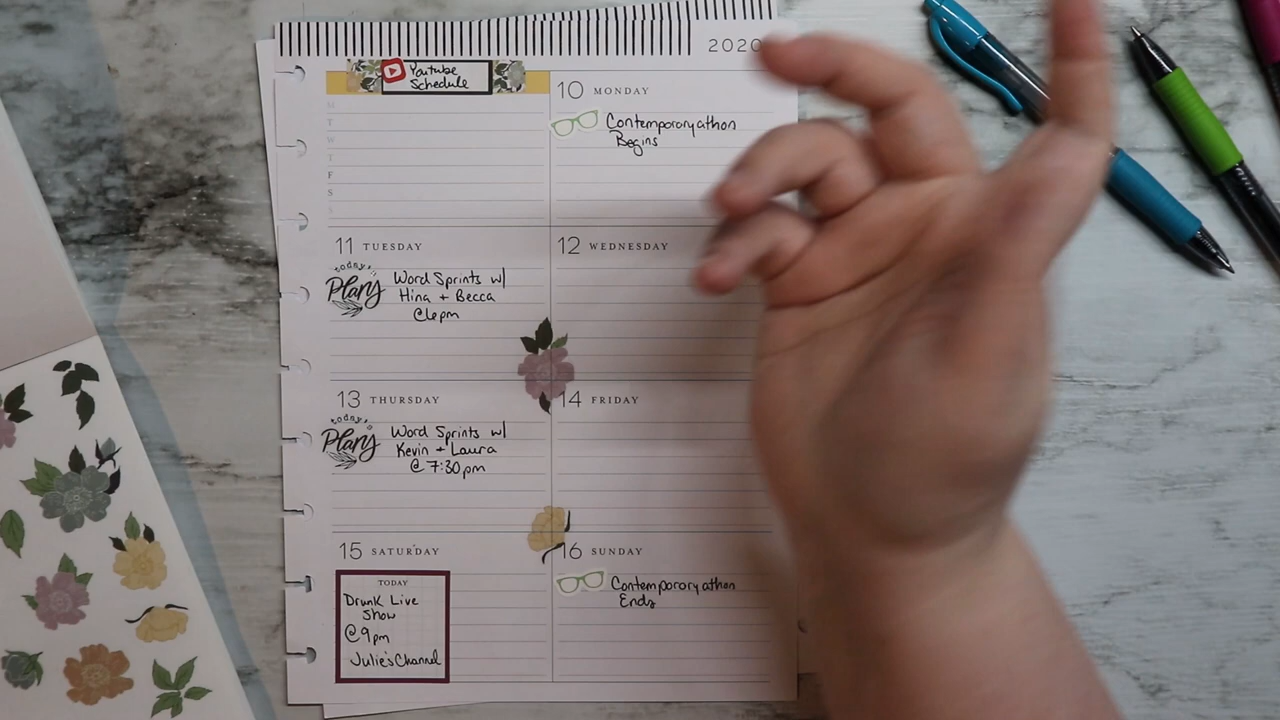 2020
Youtube
Schedule
M
T
W
T
F
S
S
10 MONDAY
Contemporaryathon
Begins
11 TUESDAY
today's
Plans
Word Sprints w/
Hina + Becca
@6pm
12 WEDNESDAY
13 THURSDAY
today's
Plans
Word Sprints w/
Kevin + Laura
@ 7:30pm
14 FRIDAY
15 SATURDAY
TODAY
Drunk Live
Show
@9pm
Julie's Channel
16 SUNDAY
Contemporaryathon
Ends